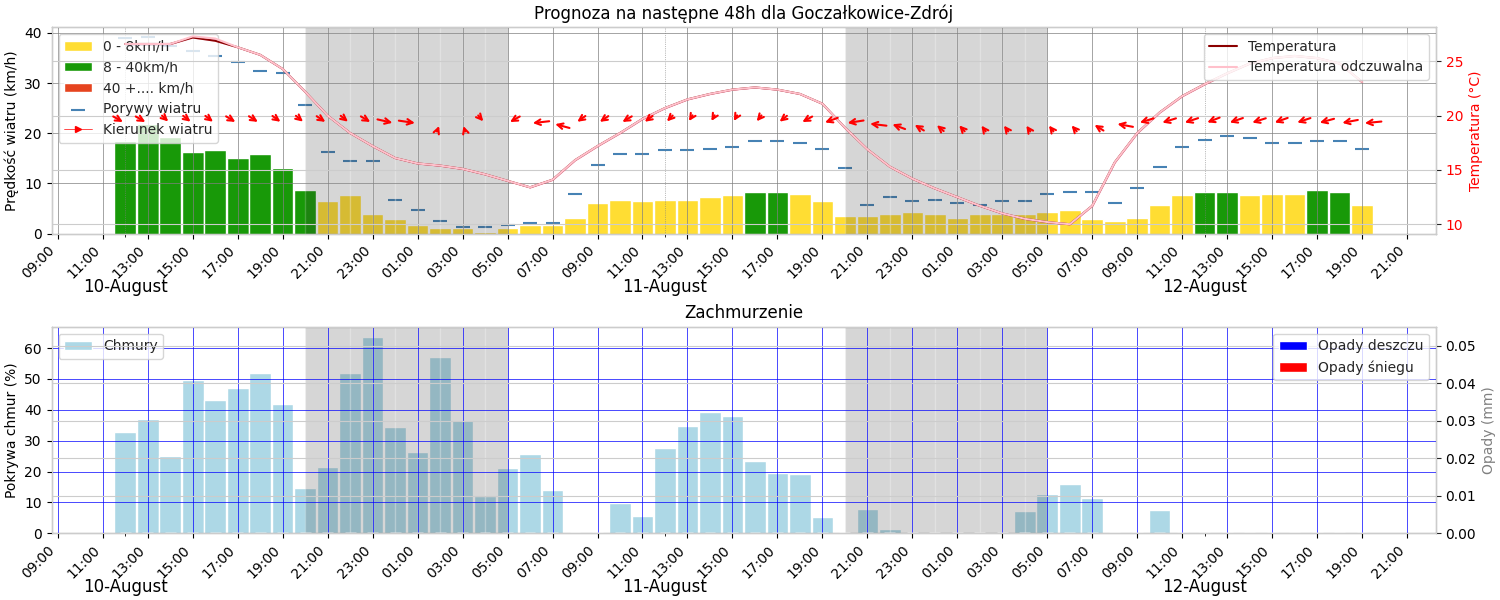 Prognoza na następne 48h dla Goczałkowice-Zdrój
Prędkość wiatru (km/h)
40
30
20
10
0
0 - 8km/h
8 - 40km/h
40 +.... km/h
Porywy wiatru
Kierunek wiatru
Temperatura
Temperatura odczuwalna
25
20
15
10
Temperatura (°C)
09:00 11:00 13:00 15:00 17:00 19:00 21:00 23:00 01:00 03:00 05:00 07:00 09:00 11:00 13:00 15:00 17:00 19:00 21:00 23:00 01:00 03:00 05:00 07:00 09:00 11:00 13:00 15:00 17:00 19:00 21:00
10-August 11-August 12-August
Zachmurzenie
Pokrywa chmur (%)
60
50
40
30
20
10
0
Chmury
Opady deszczu
Opady śniegu
0.05
0.04
0.03
0.02
0.01
0.00
Opady (mm)
09:00 11:00 13:00 15:00 17:00 19:00 21:00 23:00 01:00 03:00 05:00 07:00 09:00 11:00 13:00 15:00 17:00 19:00 21:00 23:00 01:00 03:00 05:00 07:00 09:00 11:00 13:00 15:00 17:00 19:00 21:00
10-August 11-August 12-August